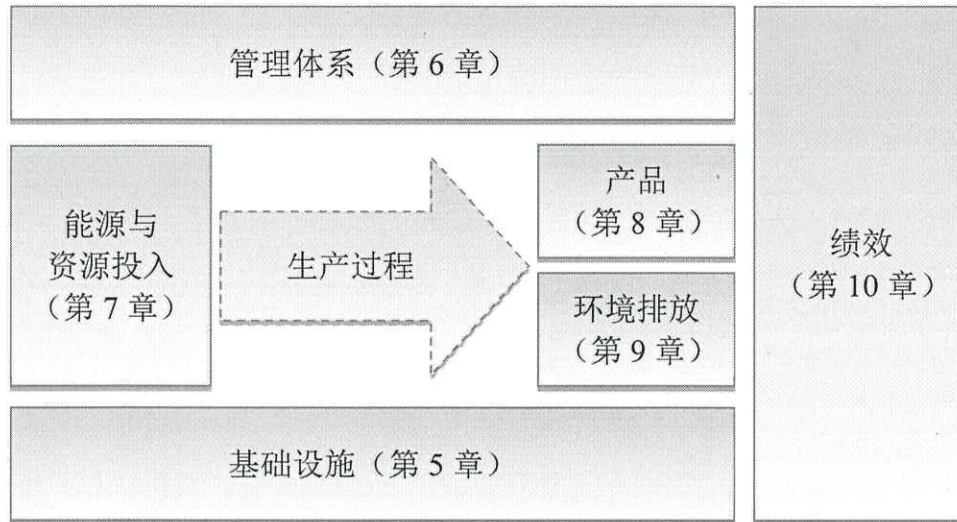 管理体系（第 6 章）
能源与
资源投入
（第 7 章）
生产过程
产品
（第 8 章）
环境排放
（第 9 章）
绩效
（第 10 章）
基础设施（第 5 章）